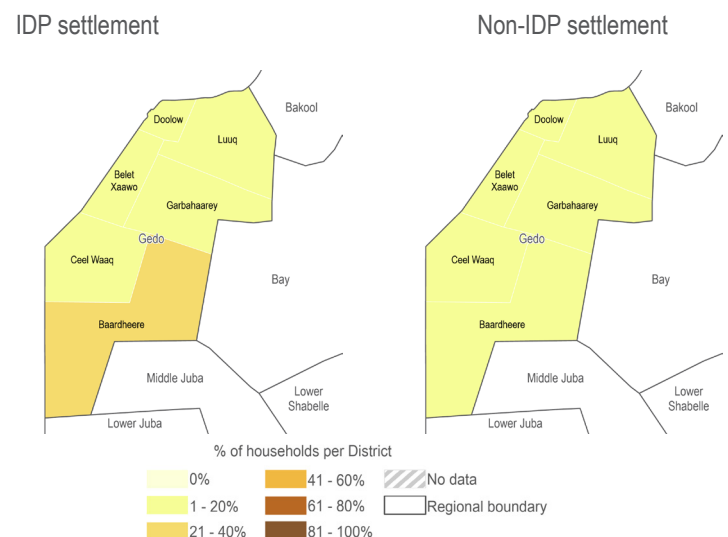 IDP settlement
Non-IDP settlement
Bakool
Doolow
Luuq
Belet
Xaawo
Garbahaarey
Gedo
Ceel Waaq
Bay
Baardheere
Middle Juba
Lower
Shabelle
Lower Juba
Bakool
Doolow
Luuq
Belet
Xaawo
Garbahaarey
Gedo
Ceel Waaq
Bay
Baardheere
Middle Juba
Lower
Shabelle
Lower Juba
% of households per District
0%
1 - 20%
21 - 40%
41 - 60%
61 - 80%
81 - 100%
No data
Regional boundary